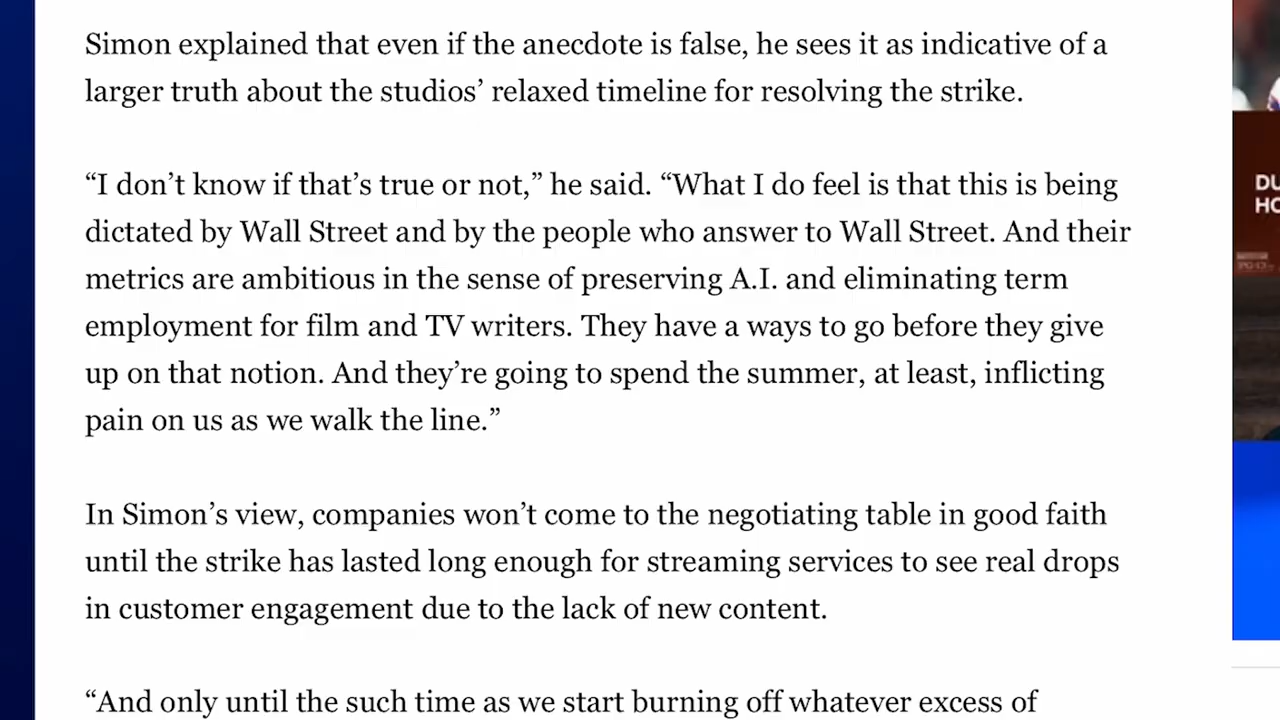 Simon explained that even if the anecdote is false, he sees it as indicative of a
larger truth about the studios’ relaxed timeline for resolving the strike.
“I don’t know if that’s true or not,” he said. “What I do feel is that this is being
dictated by Wall Street and by the people who answer to Wall Street. And their
metrics are ambitious in the sense of preserving A.I. and eliminating term
employment for film and TV writers. They have a ways to go before they give
up on that notion. And they’re going to spend the summer, at least, inflicting
pain on us as we walk the line.”
In Simon’s view, companies won’t come to the negotiating table in good faith
until the strike has lasted long enough for streaming services to see real drops
in customer engagement due to the lack of new content.
“And only until the such time as we start burning off whatever excess of
DU
HO